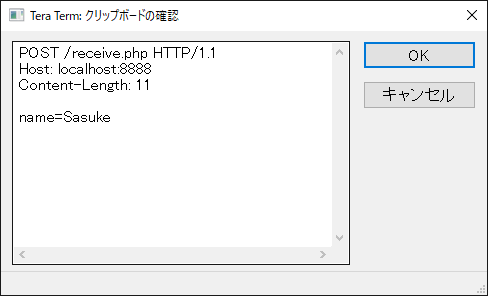 Tera Term: クリップボードの確認
POST /receive.php HTTP/1.1
Host: localhost:8888
Content-Length: 11

name=Sasuke
OK
キャンセル